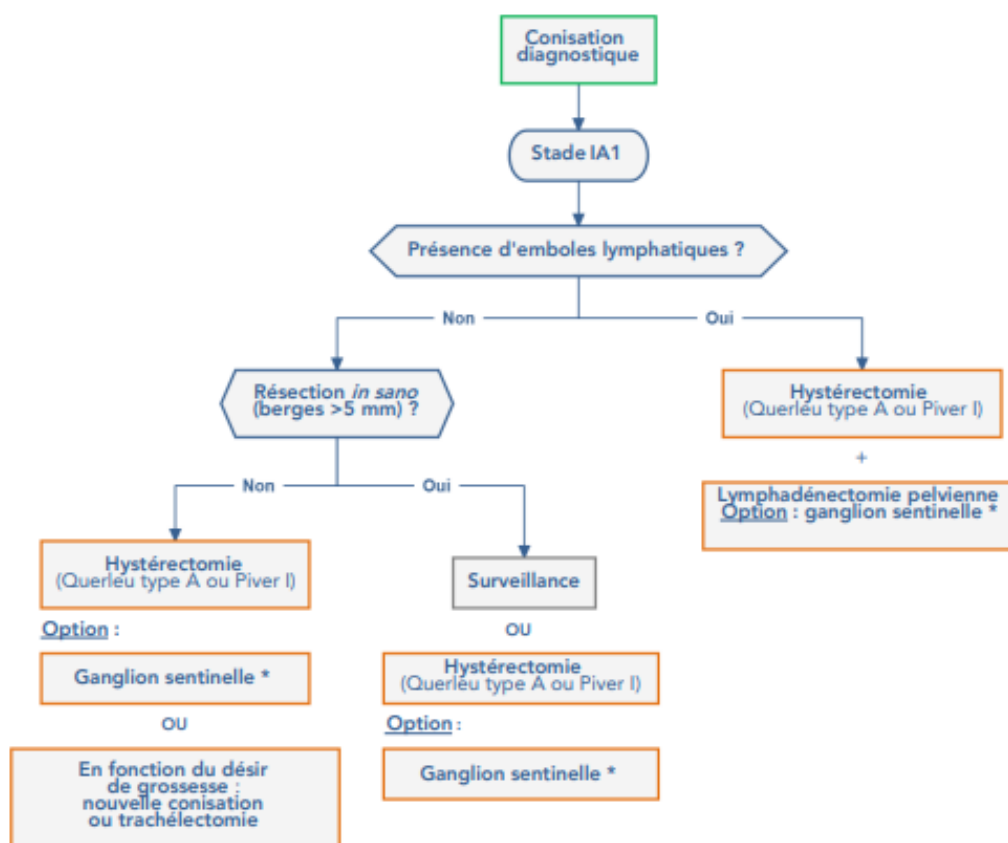 Conisation
diagnostique
Stade IA1
Présence d'emboles lymphatiques ?
Non
Oui
Résection in sano
(berges >5 mm) ?
Hystérectomie
(Querleu type A ou Piver I)
+
Lymphadénectomie pelvienne
Option : ganglion sentinelle *
Non
Oui
Hystérectomie
(Querleu type A ou Piver I)
Option :
Ganglion sentinelle *
OU
En fonction du désir
de grossesse :
nouvelle conisation
ou trachélectomie
Surveillance
OU
Hystérectomie
(Querleu type A ou Piver I)
Option :
Ganglion sentinelle *